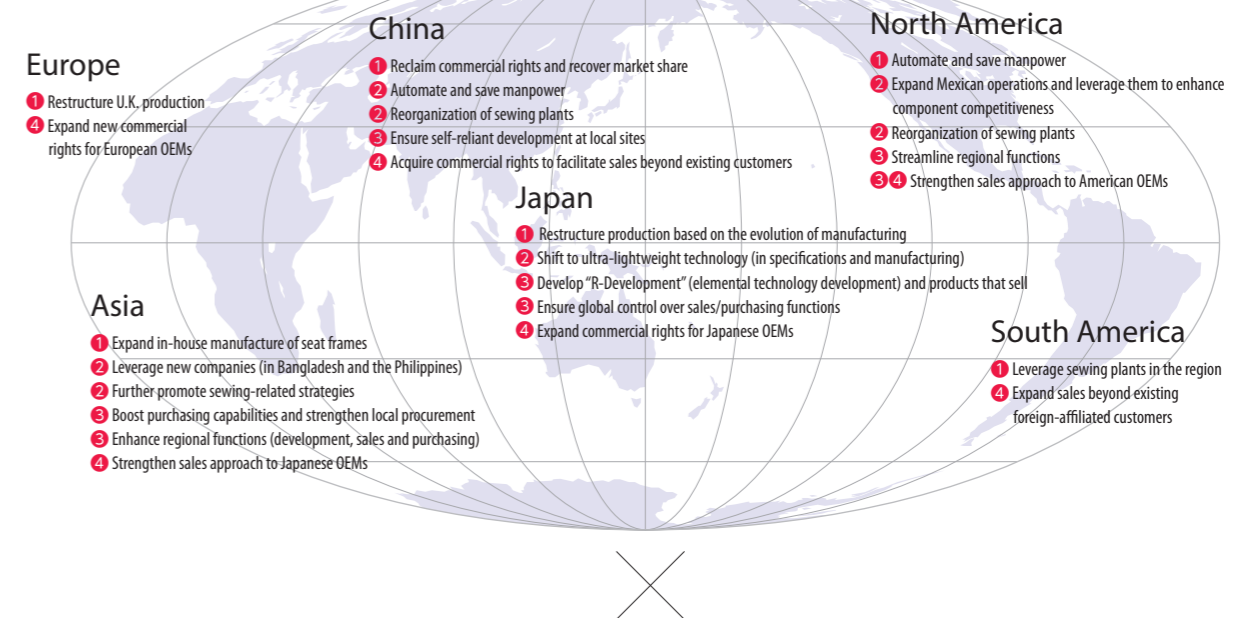 Europe
❶ Restructure U.K. production
❹ Expand new commercial
rights for European OEMs
China
❶ Reclaim commercial rights and recover market share
❷ Automate and save manpower
❷ Reorganization of sewing plants
❸ Ensure self-reliant development at local sites
❹ Acquire commercial rights to facilitate sales beyond existing customers
North America
❶ Automate and save manpower
❷ Expand Mexican operations and leverage them to enhance
component competitiveness
❷ Reorganization of sewing plants
❸ Streamline regional functions
❸❹ Strengthen sales approach to American OEMs
Japan
❶ Restructure production based on the evolution of manufacturing
❷ Shift to ultra-lightweight technology (in specifications and manufacturing)
❸ Develop “R-Development” (elemental technology development) and products that sell
❸ Ensure global control over sales/purchasing functions
❹ Expand commercial rights for Japanese OEMs
Asia
❶ Expand in-house manufacture of seat frames
❷ Leverage new companies (in Bangladesh and the Philippines)
❷ Further promote sewing-related strategies
❸ Boost purchasing capabilities and strengthen local procurement
❸ Enhance regional functions (development, sales and purchasing)
❹ Strengthen sales approach to Japanese OEMs
South America
❶ Leverage sewing plants in the region
❹ Expand sales beyond existing
foreign-affiliated customers